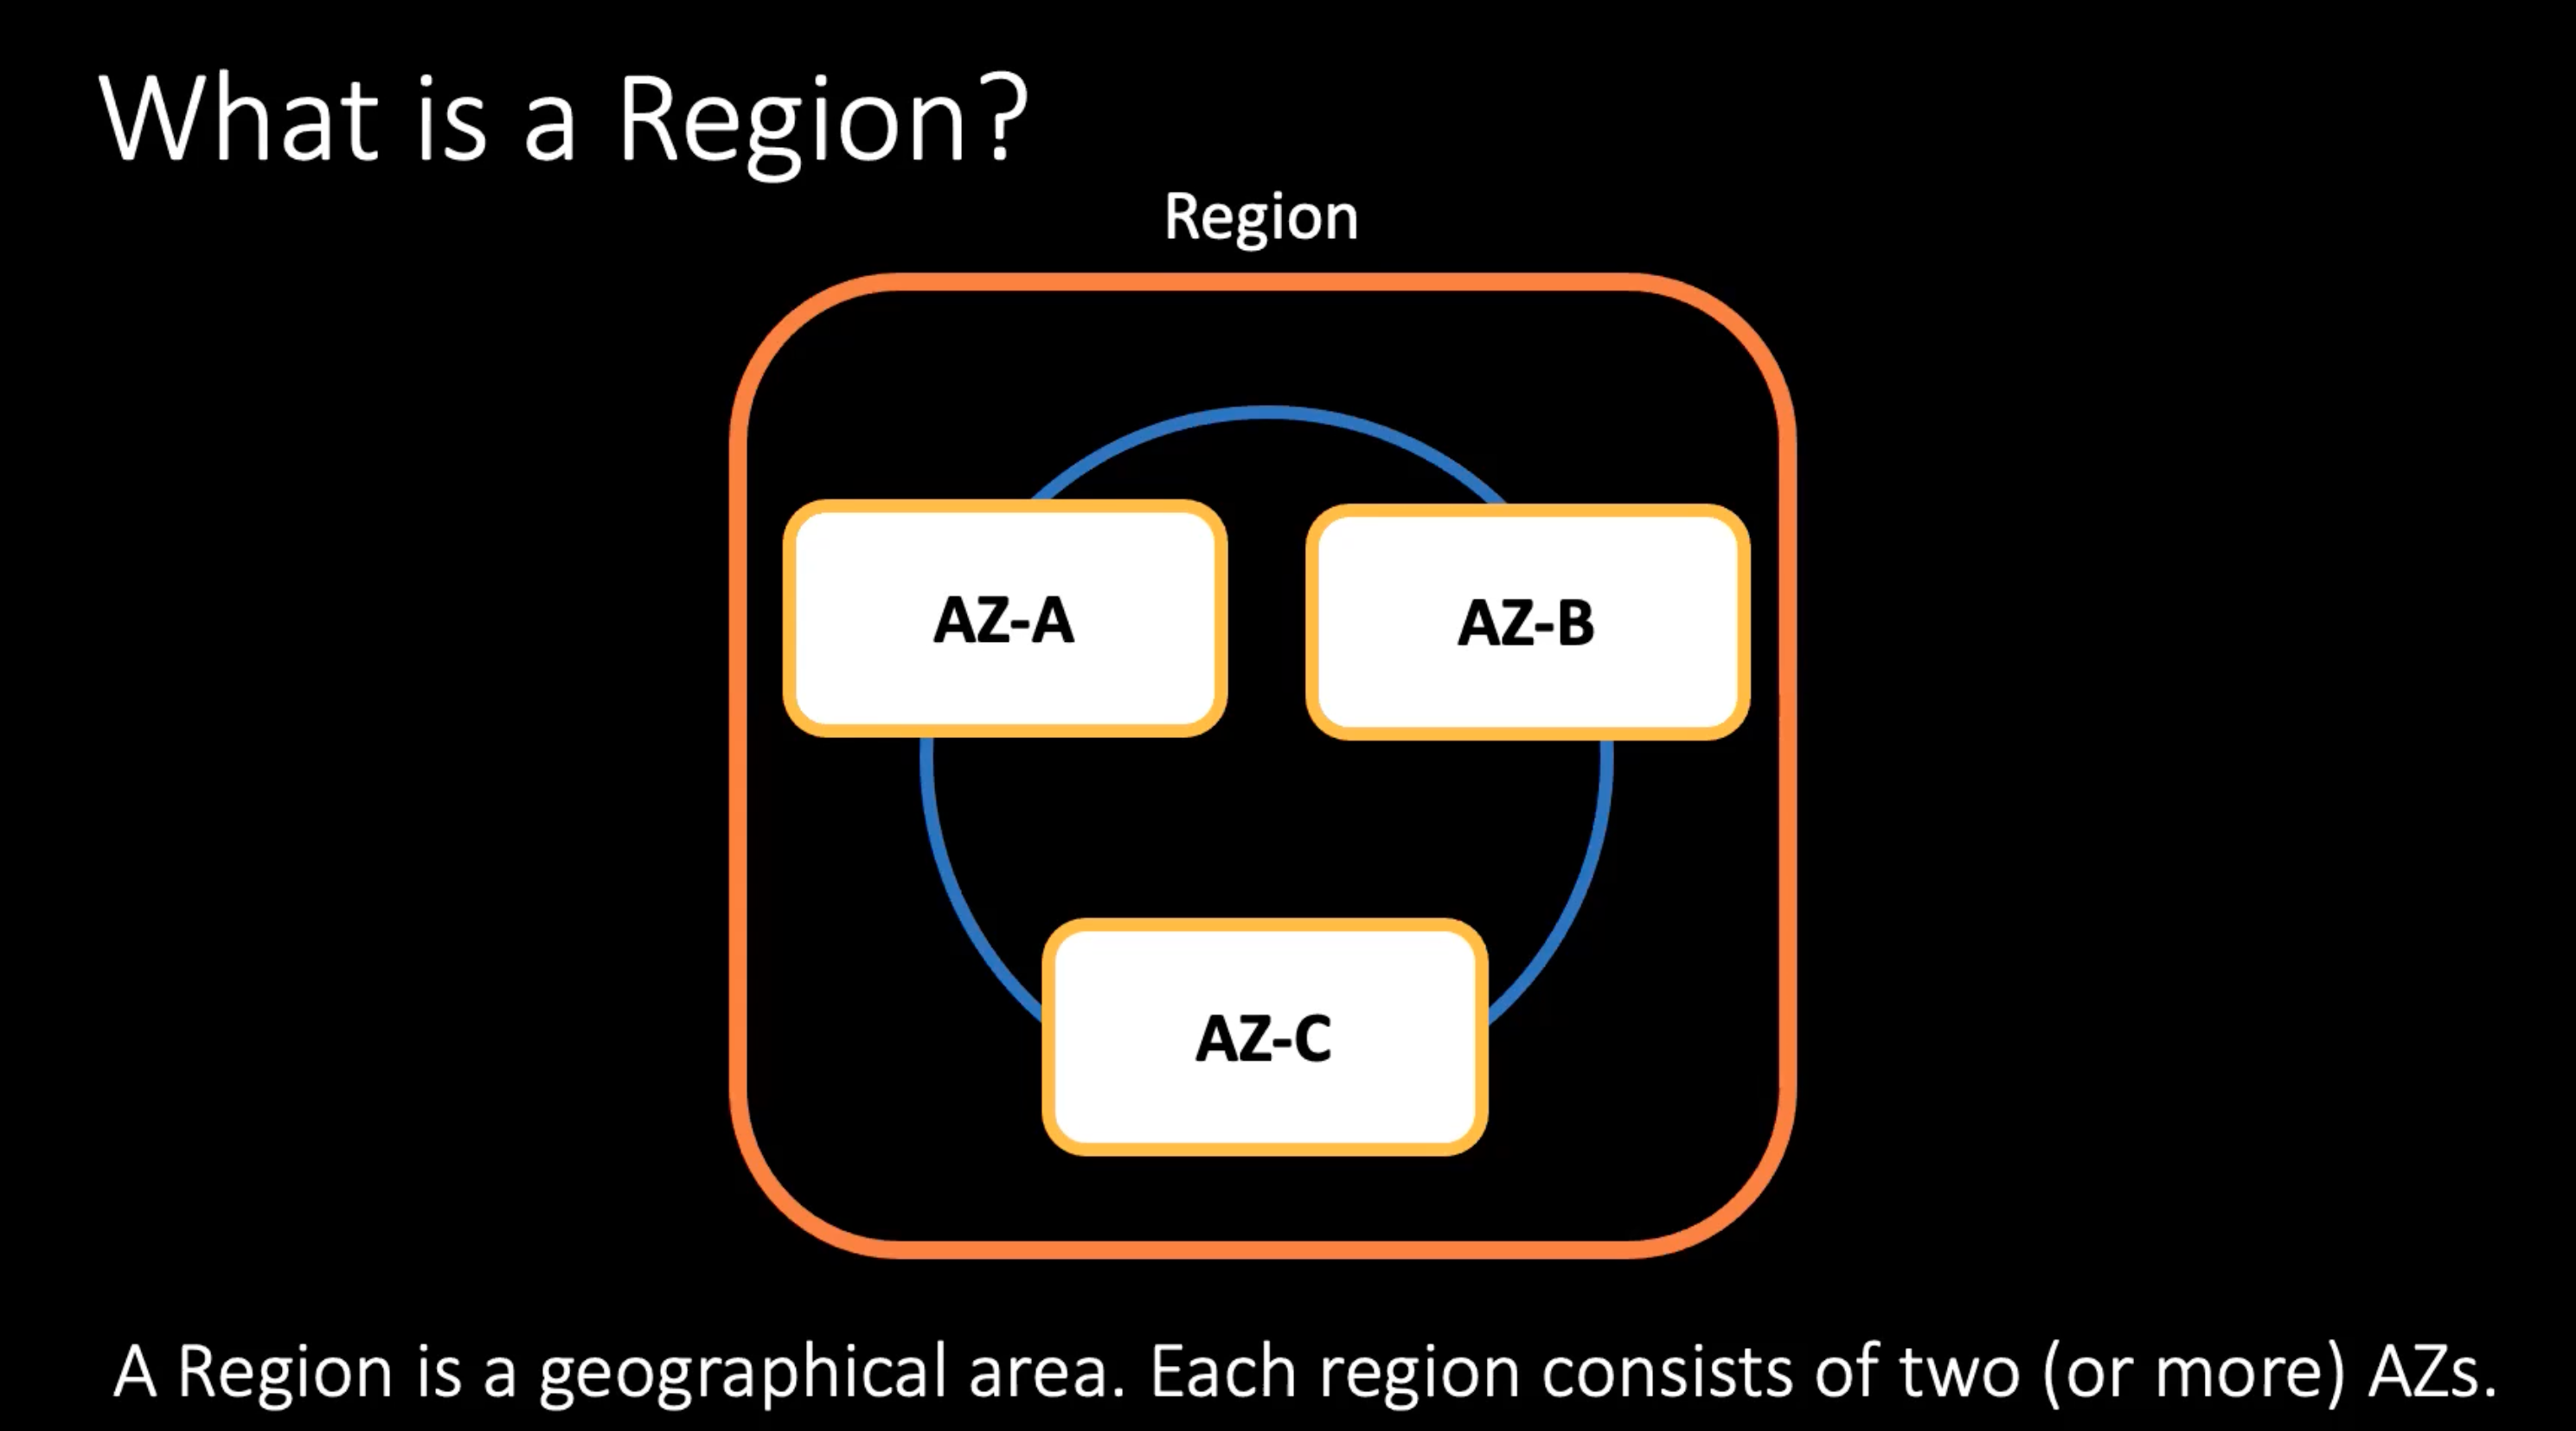 What is a Region?
Region
AZ-A
AZ-B
AZ-C
A Region is a geographical area. Each region consists of two (or more) AZs.